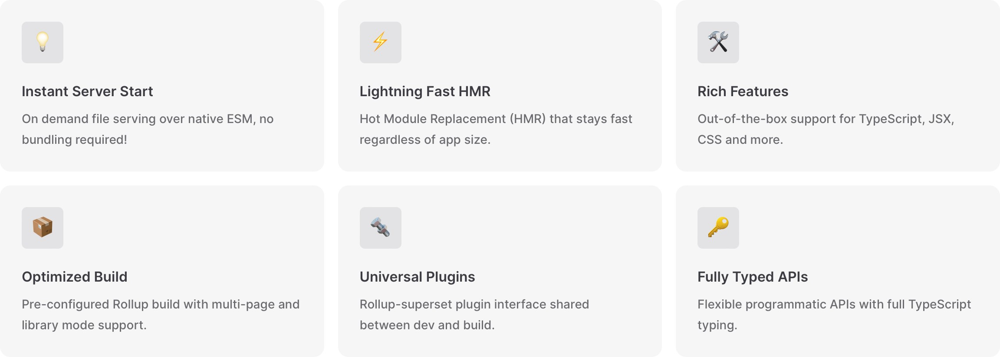 Instant Server Start
On demand file serving over native ESM, no
bundling required!
Lightning Fast HMR
Hot Module Replacement (HMR) that stays fast
regardless of app size.
Rich Features
Out-of-the-box support for TypeScript, JSX,
CSS and more.
Optimized Build
Pre-configured Rollup build with multi-page and
library mode support.
Universal Plugins
Rollup-superset plugin interface shared
between dev and build.
Fully Typed APIs
Flexible programmatic APIs with full TypeScript
typing.